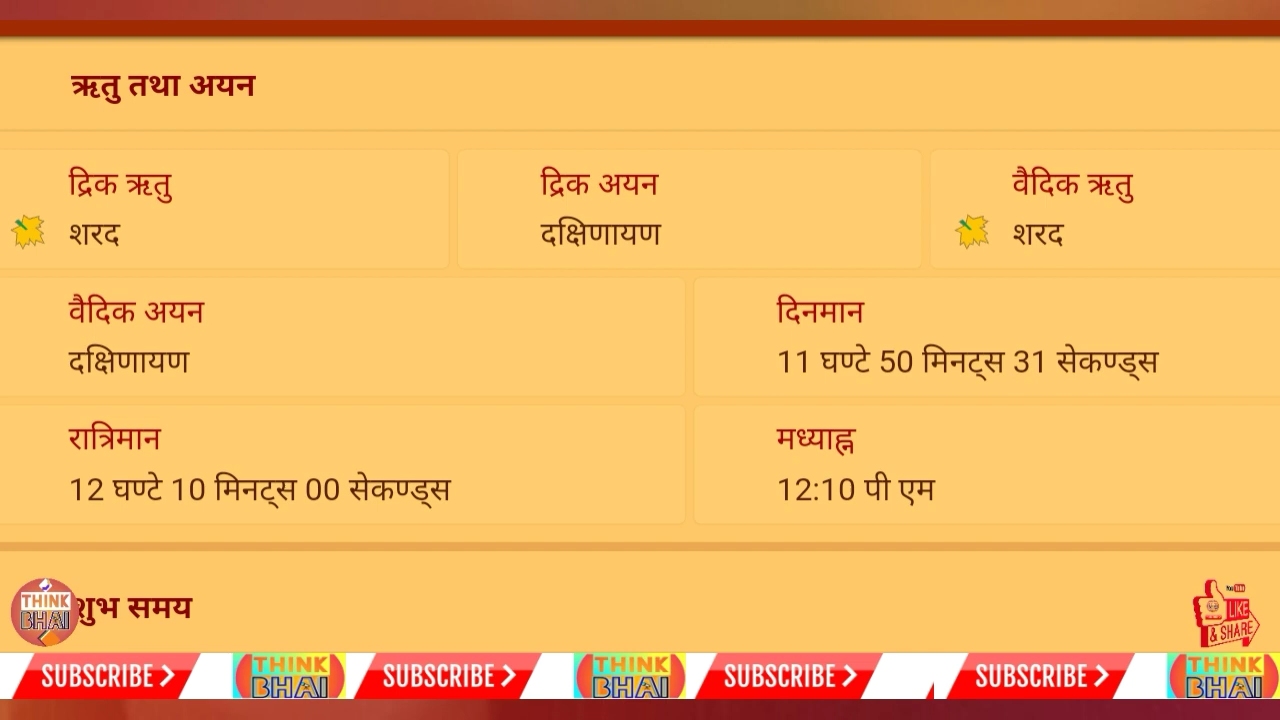 ऋतु तथा अयन
द्रिक ऋतु
शरद
द्रिक अयन
दक्षिणायण
वैदिक ऋतु
शरद
वैदिक अयन
दक्षिणायण
दिनमान
11 घण्टे 50 मिनट्स 31 सेकण्ड्स
रात्रिमान
12 घण्टे 10 मिनट्स 00 सेकण्ड्स
मध्याह्न
12:10 पी एम
THINK
BHAI
शुभ समय
You Tube
LIKE
& SHARE
SUBSCRIBE
THINK
BHAI
SUBSCRIBE
THINK
BHAI
SUBSCRIBE
SUBSCRIBE
THINK
BHAI